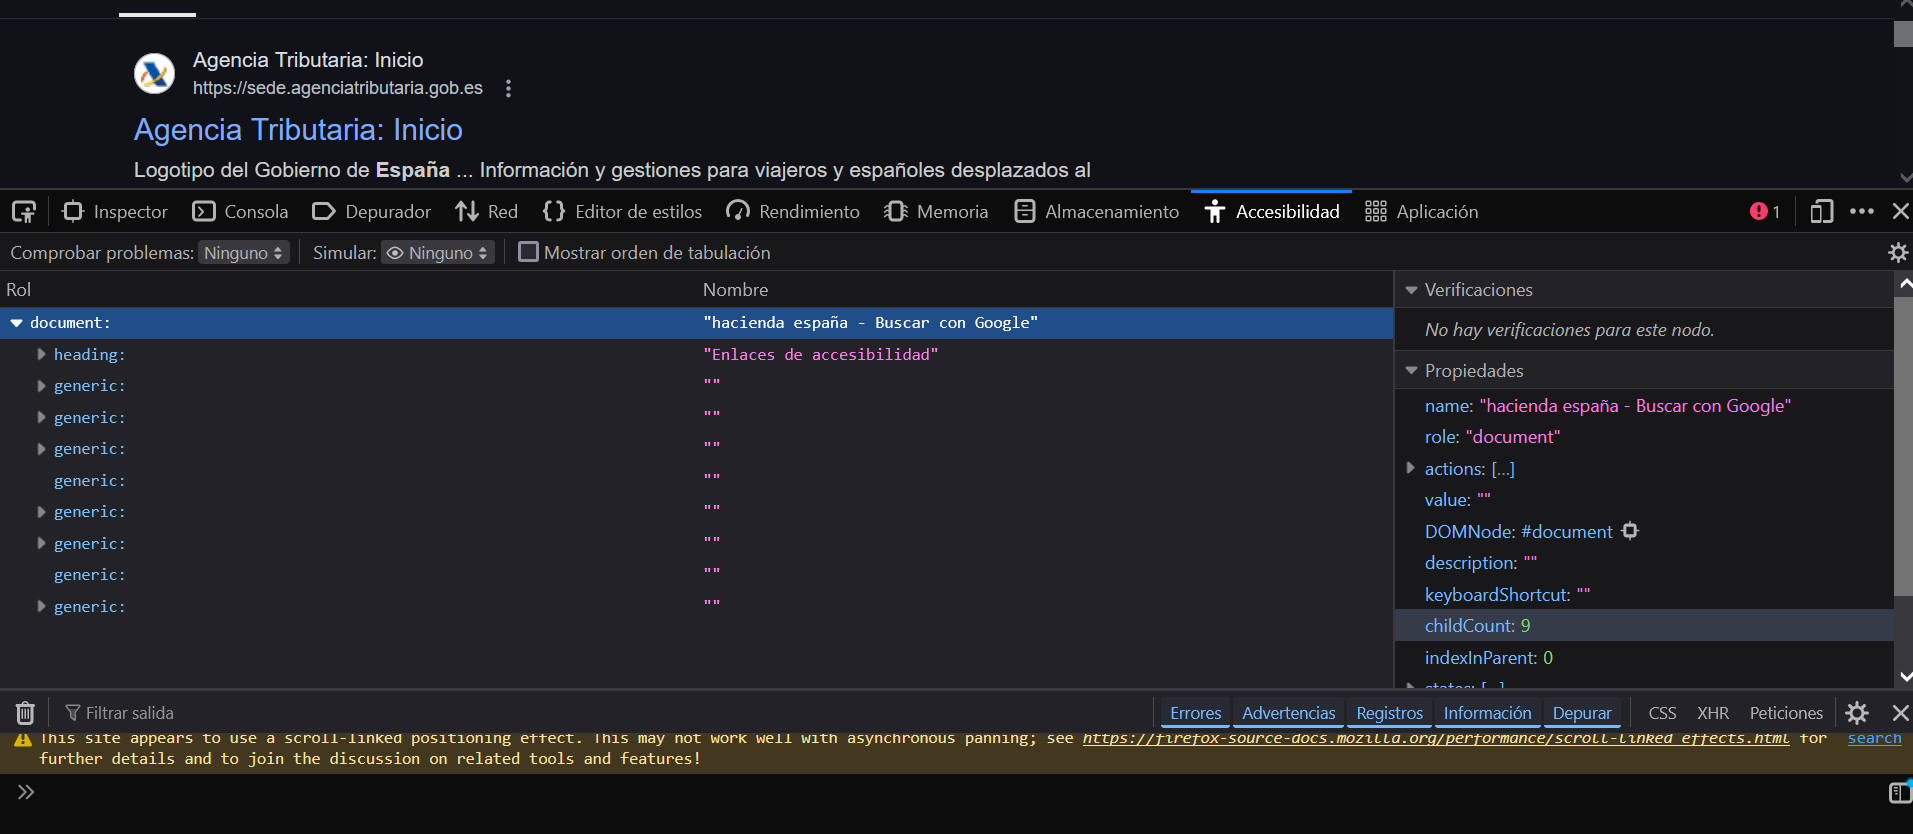 Agencia Tributaria: Inicio
https://sede.agenciatributaria.gob.es
Agencia Tributaria: Inicio
Logotipo del Gobierno de España ... Información y gestiones para viajeros y españoles desplazados al
Inspector Consola Depurador Red Editor de estilos Rendimiento Memoria Almacenamiento Accesibilidad Aplicación 1
Comprobar problemas: Ninguno Simular: Ninguno Mostrar orden de tabulación
Rol Nombre
document: "hacienda españa - Buscar con Google"
heading: "Enlaces de accesibilidad"
generic: ""
generic: ""
generic: ""
generic: ""
generic: ""
generic: ""
generic: ""
generic: ""
Verificaciones
No hay verificaciones para este nodo.
Propiedades
name: "hacienda españa - Buscar con Google"
role: "document"
actions: [...]
value: ""
DOMNode: #document
description: ""
keyboardShortcut: ""
childCount: 9
indexInParent: 0
states: [...]
Filtrar salida Errores Advertencias Registros Información Depurar CSS XHR Peticiones
This site appears to use a scroll-linked positioning effect. This may not work well with asynchronous panning; see https://firefox-source-docs.mozilla.org/performance/scroll-linked_effects.html for search
further details and to join the discussion on related tools and features!